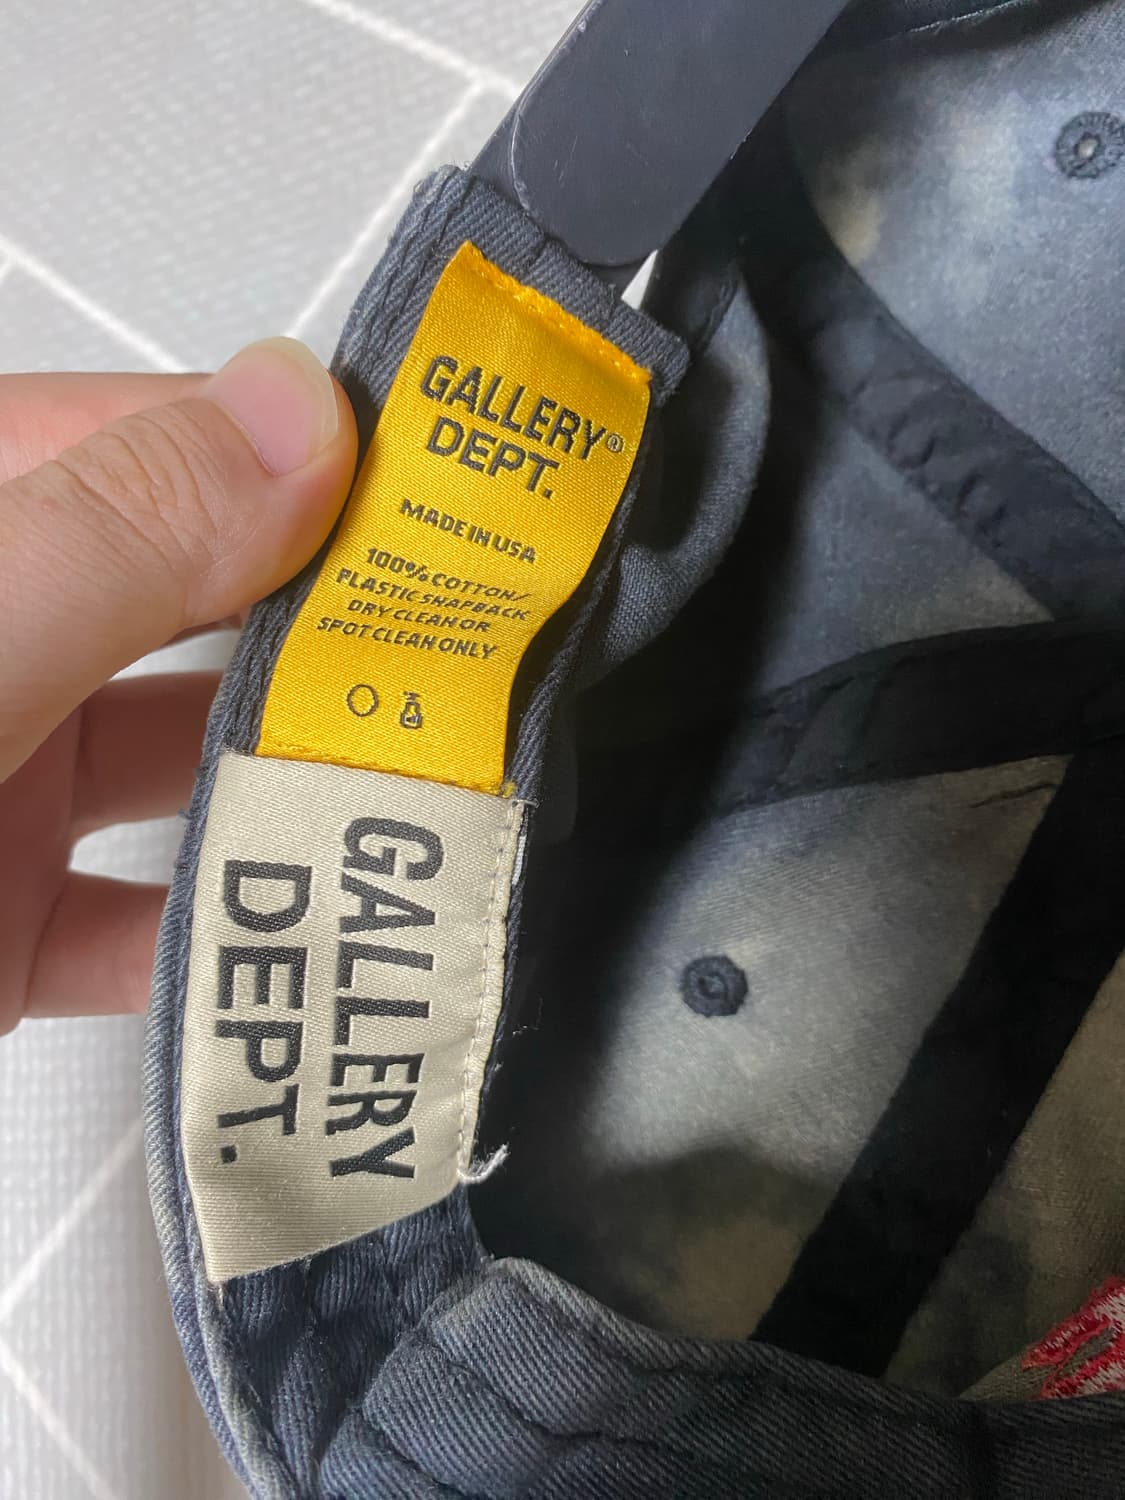 GALLERY®
DEPT.
MADE IN USA
100% COTTON/
PLASTIC SNAPBACK
DRY CLEAN OR
SPOT CLEAN ONLY
GALLERY
DEPT.